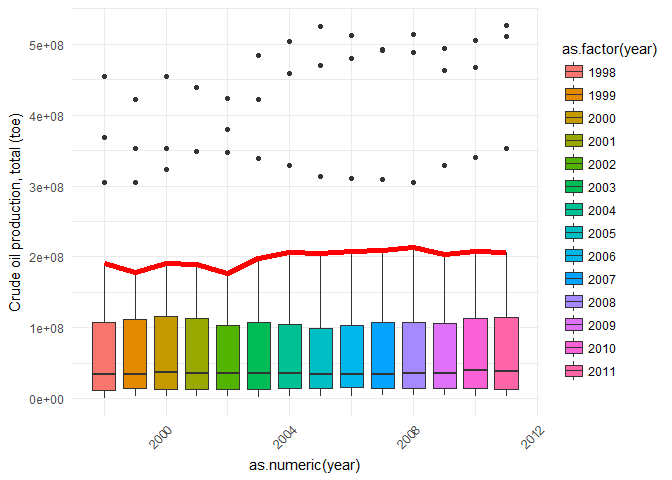 Crude oil production, total (toe)
5e+08
4e+08
3e+08
2e+08
1e+08
0e+00
2000
2004
2008
2012
as.numeric(year)
as.factor(year)
1998
1999
2000
2001
2002
2003
2004
2005
2006
2007
2008
2009
2010
2011